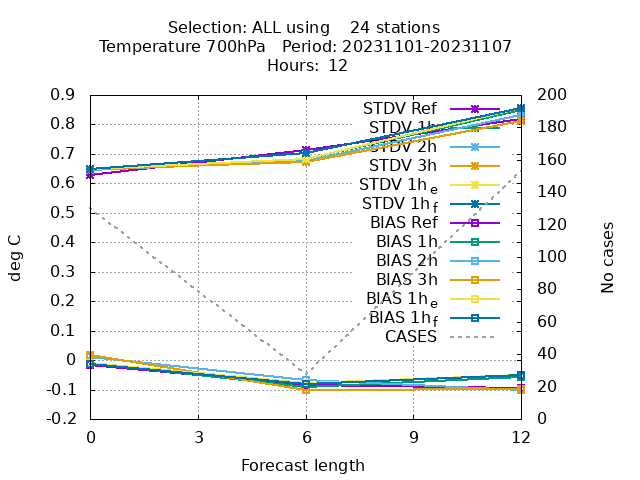 Selection: ALL using 24 stations
Temperature 700hPa Period: 20231101-20231107
Hours: 12
0.9
0.8
0.7
0.6
0.5
0.4
0.3
0.2
0.1
0
-0.1
-0.2
deg C
200
180
160
140
120
100
80
60
40
20
0
No cases
STDV Ref
STDV 1h
STDV 2h
STDV 3h
STDV 1h e
STDV 1h f
BIAS Ref
BIAS 1h
BIAS 2h
BIAS 3h
BIAS 1h e
BIAS 1h f
CASES
0 3 6 9 12
Forecast length